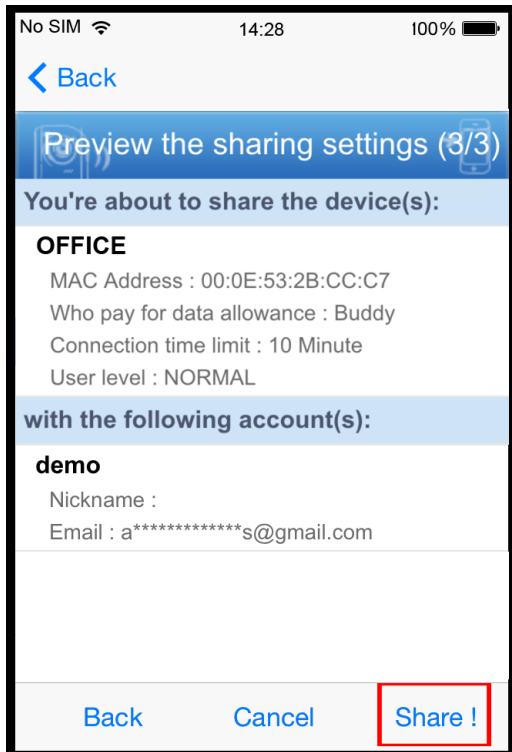 No SIM 14:28 100%
Back
Preview the sharing settings (3/3)
You're about to share the device(s):
OFFICE
MAC Address : 00:0E:53:2B:CC:C7
Who pay for data allowance : Buddy
Connection time limit : 10 Minute
User level : NORMAL
with the following account(s):
demo
Nickname :
Email : a*************s@gmail.com
Back Cancel Share !